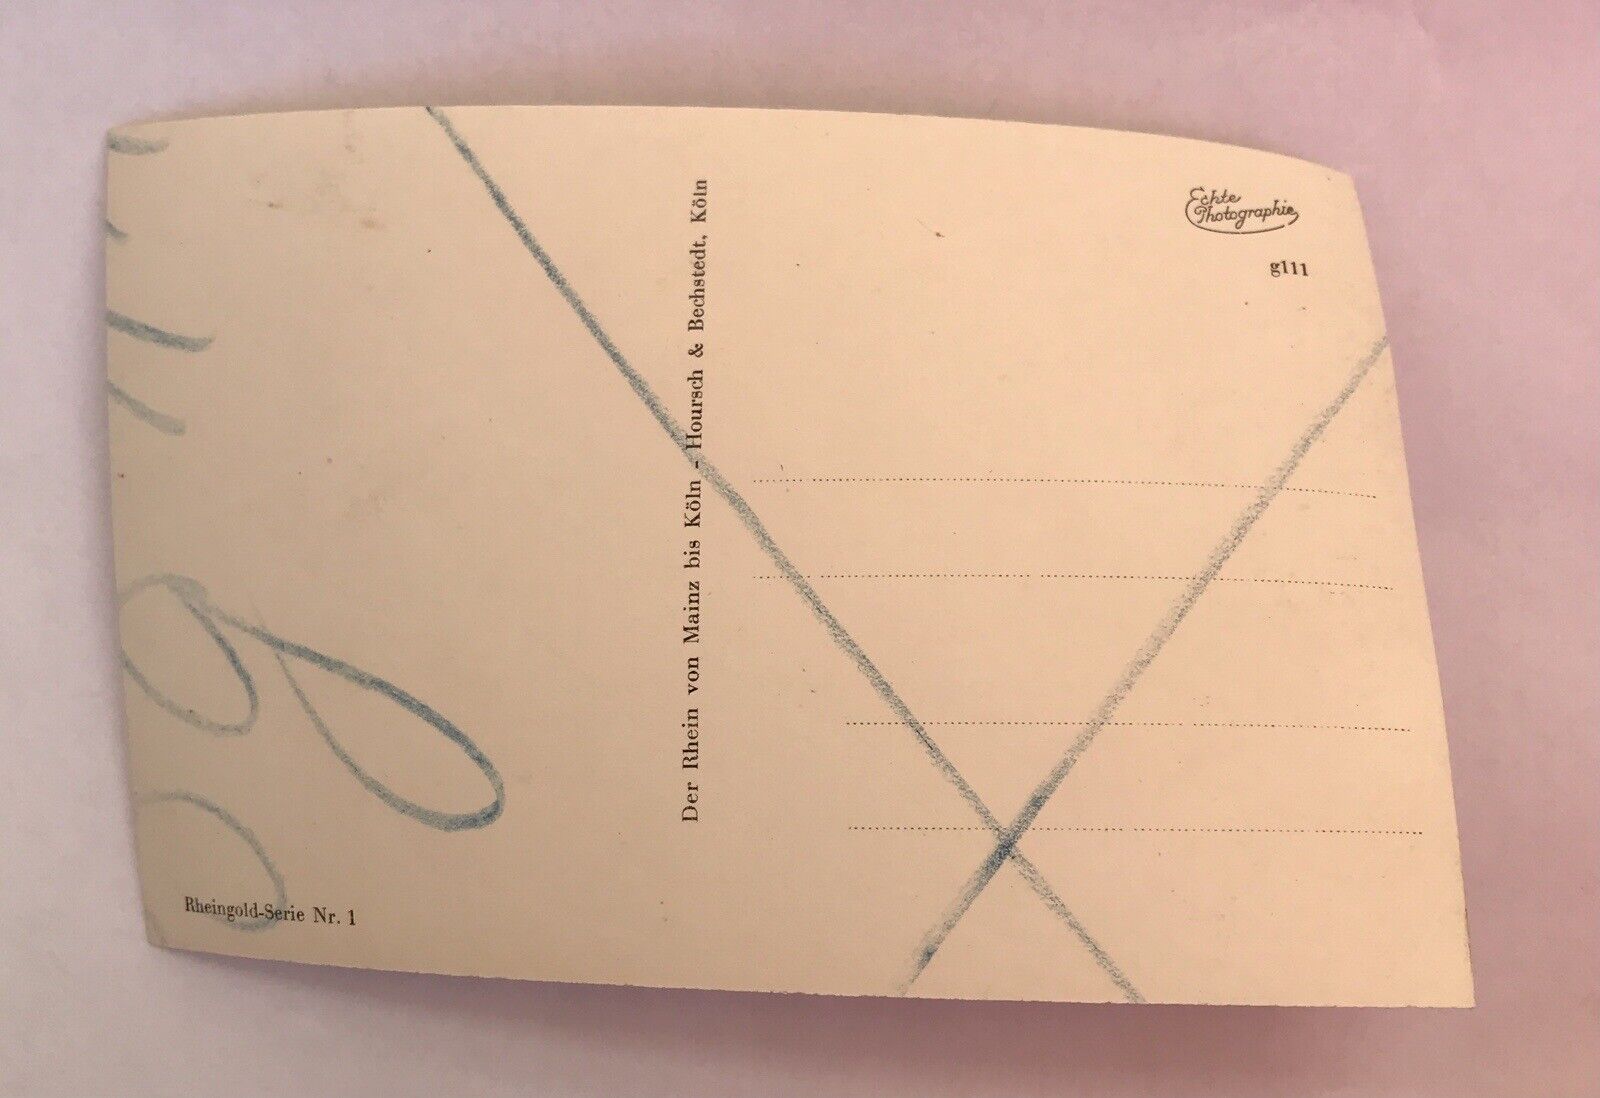 Echte
Photographie
g111
Der Rhein von Mainz bis Köln - Hoursch & Bechstedt, Köln
Rheingold-Serie Nr. 1